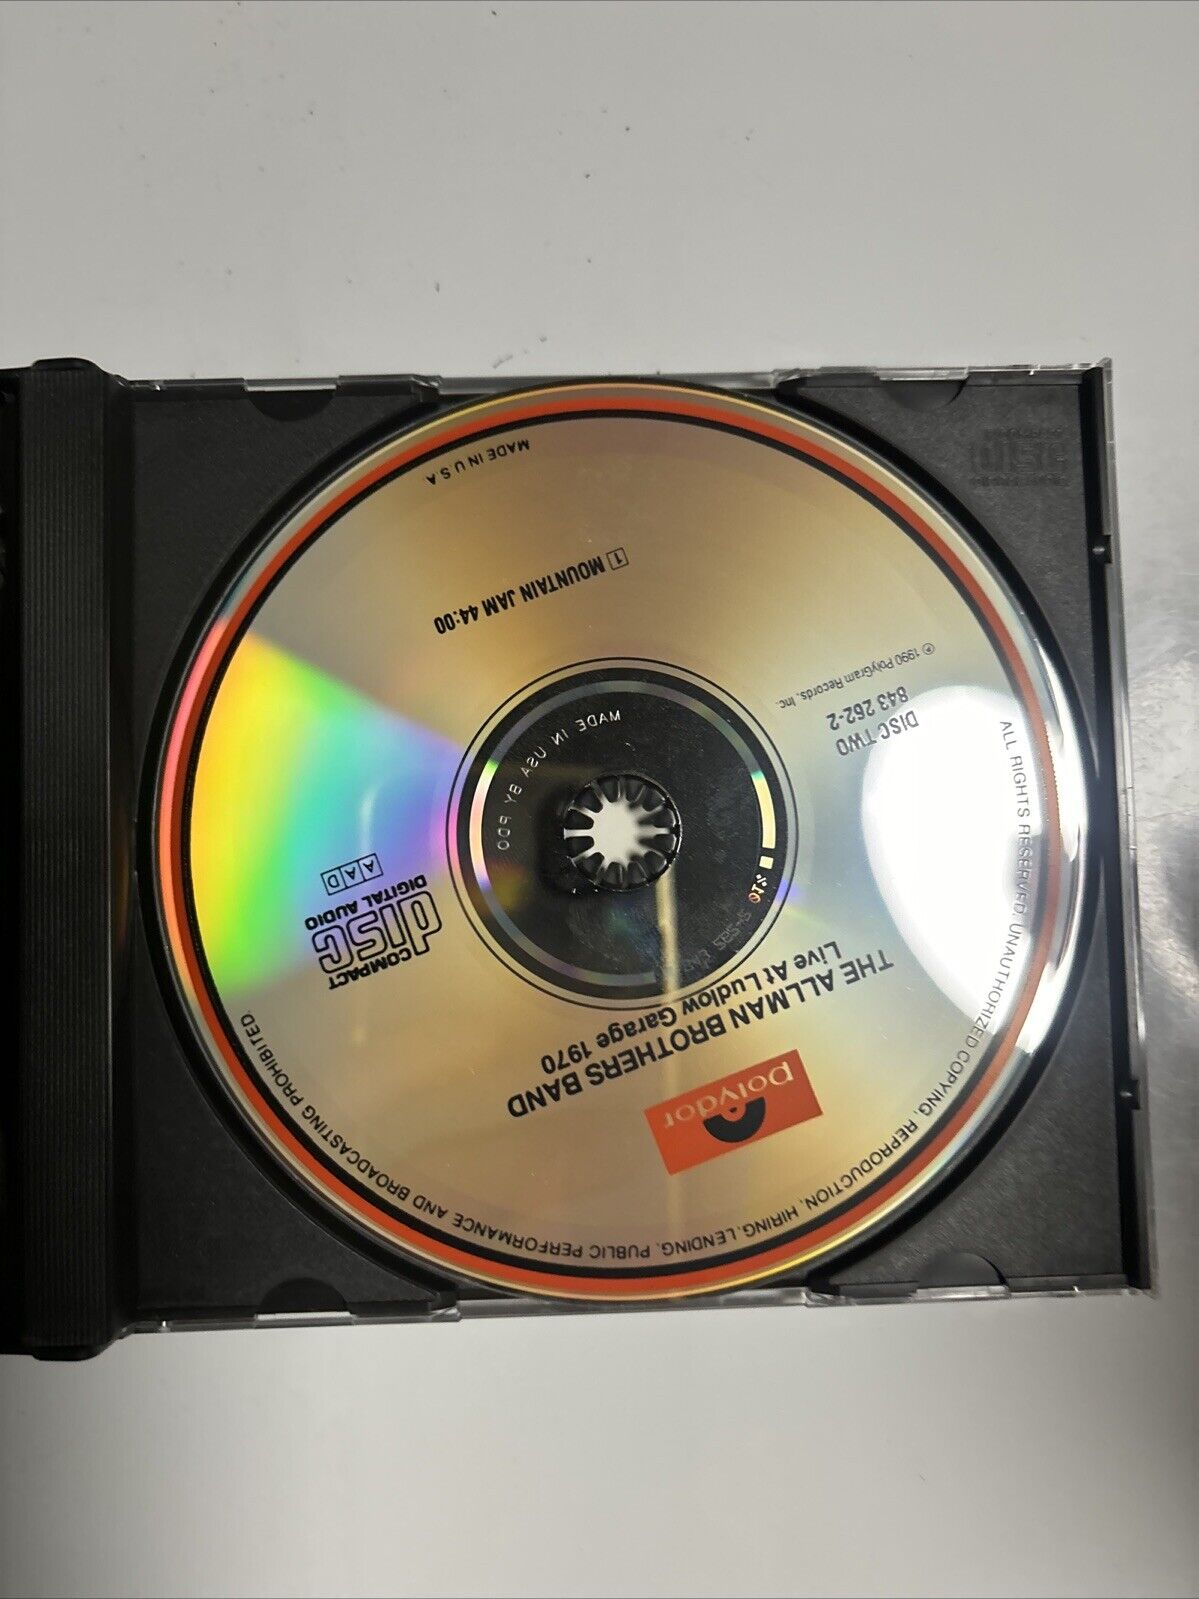 polydor
THE ALLMAN BROTHERS BAND
Live At Ludlow Garage 1970
COMPACT
disc
DIGITAL AUDIO
AAD
DISC TWO
843 262-2
℗ 1990 PolyGram Records, Inc.
1 MOUNTAIN JAM 44:00
MADE IN U.S.A.
ALL RIGHTS RESERVED. UNAUTHORIZED COPYING, REPRODUCTION, HIRING, LENDING, PUBLIC PERFORMANCE AND BROADCASTING PROHIBITED.
MADE IN USA BY PDO
disc